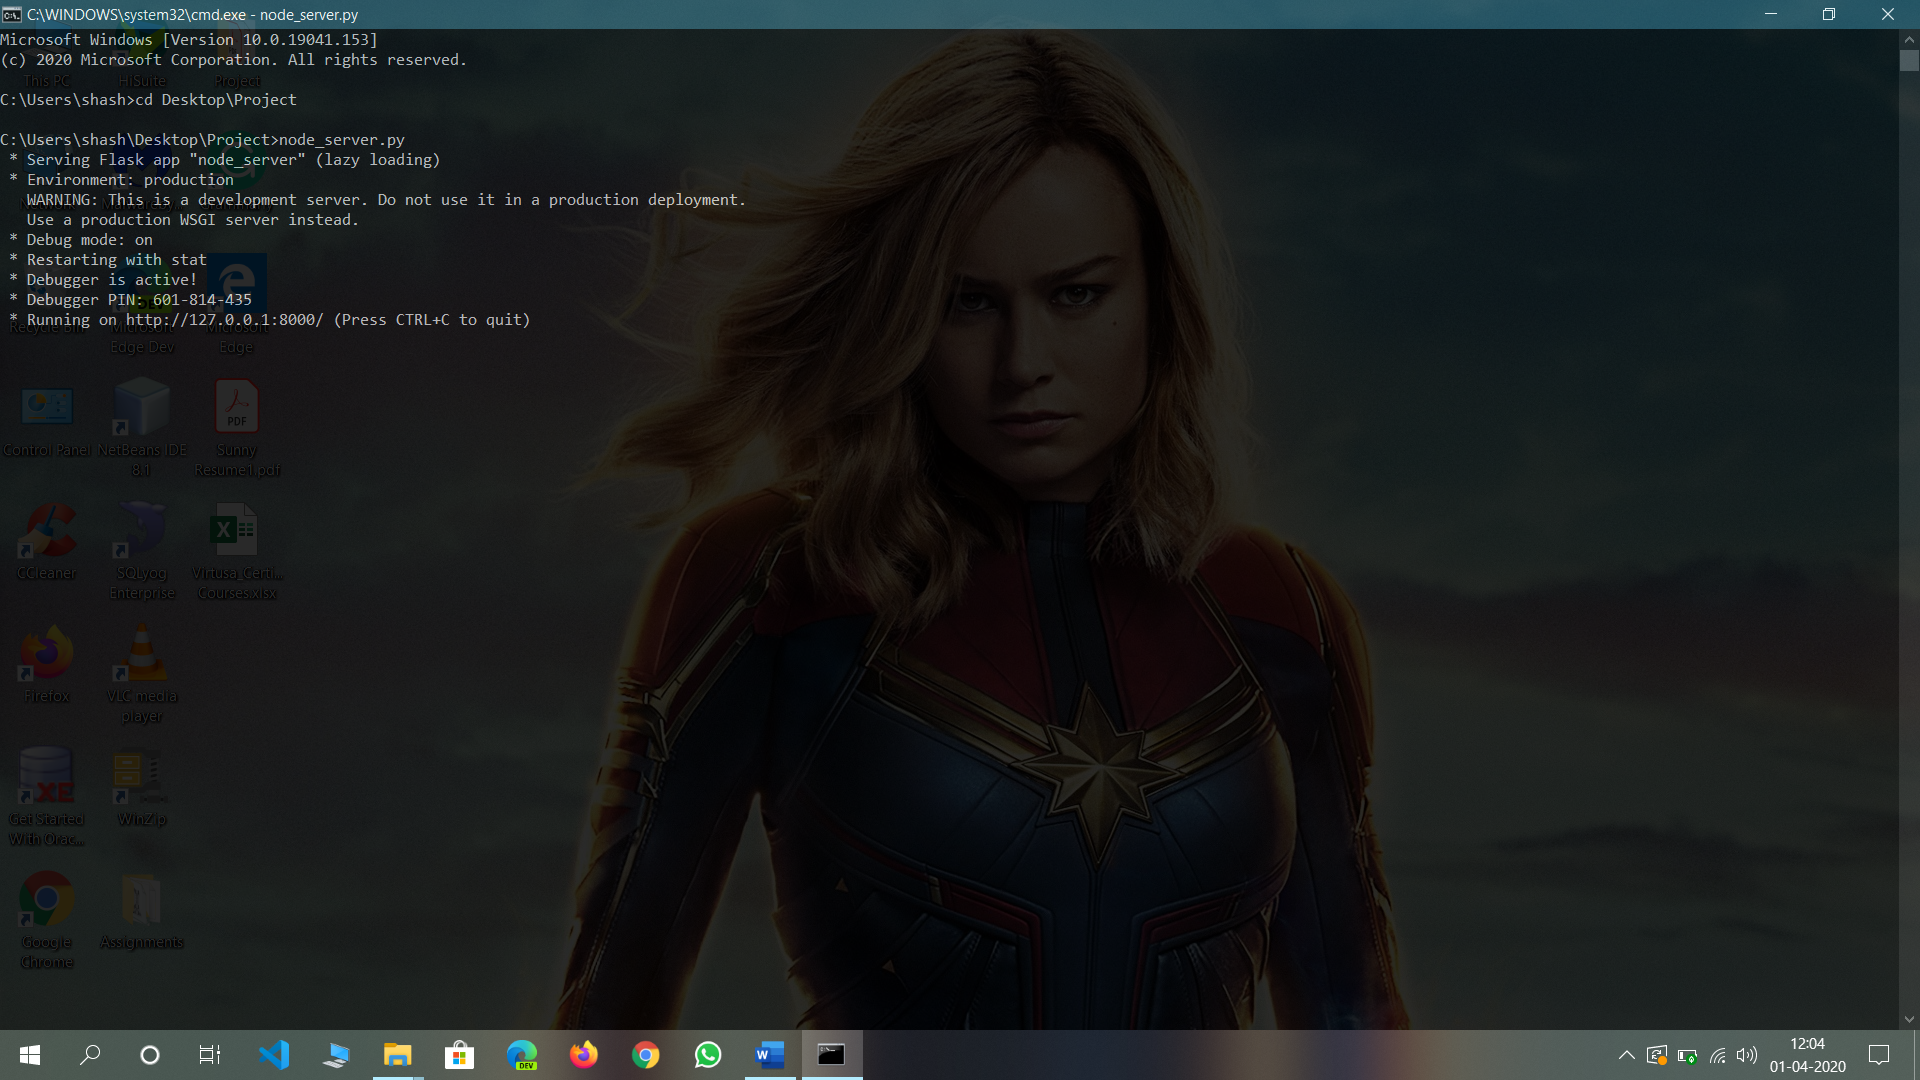 C:\WINDOWS\system32\cmd.exe - node_server.py
Microsoft Windows [Version 10.0.19041.153]
(c) 2020 Microsoft Corporation. All rights reserved.
This PC
HiSuite
Project
C:\Users\shash>cd Desktop\Project
C:\Users\shash\Desktop\Project>node_server.py
* Serving Flask app "node_server" (lazy loading)
* Environment: production
WARNING: This is a development server. Do not use it in a production deployment.
Use a production WSGI server instead.
* Debug mode: on
* Restarting with stat
* Debugger is active!
* Debugger PIN: 601-814-435
* Running on http://127.0.0.1:8000/ (Press CTRL+C to quit)
Recycle Bin
Microsoft Edge Dev
Microsoft Edge
Control Panel
NetBeans IDE
8.1
Sunny
Resume1.pdf
PDF
CCleaner
SQLyog
Enterprise
Virtusa_Certi...
Courses.xlsx
Firefox
VLC media
player
Get Started
With Orac...
XE
WinZip
Google
Chrome
Assignments
DEV
12:04
01-04-2020